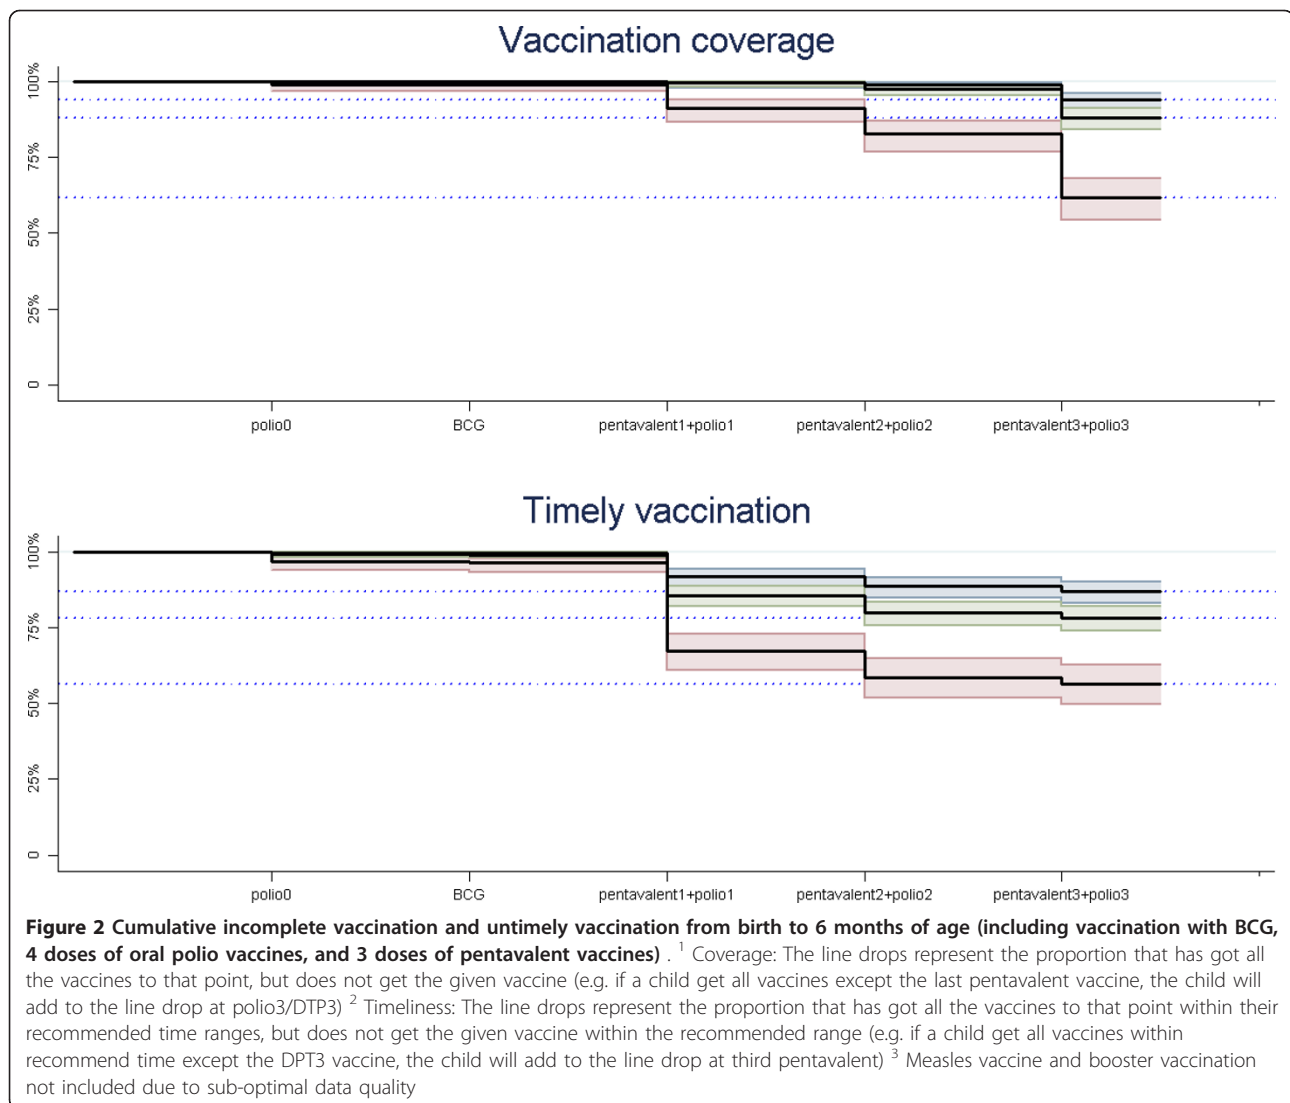 Vaccination coverage
100%
75%
50%
25%
0
polio0 BCG pentavalent1+polio1 pentavalent2+polio2 pentavalent3+polio3
Timely vaccination
100%
75%
50%
25%
0
polio0 BCG pentavalent1+polio1 pentavalent2+polio2 pentavalent3+polio3
Figure 2 Cumulative incomplete vaccination and untimely vaccination from birth to 6 months of age (including vaccination with BCG,
4 doses of oral polio vaccines, and 3 doses of pentavalent vaccines) . 1 Coverage: The line drops represent the proportion that has got all
the vaccines to that point, but does not get the given vaccine (e.g. if a child get all vaccines except the last pentavalent vaccine, the child will
add to the line drop at polio3/DTP3) 2 Timeliness: The line drops represent the proportion that has got all the vaccines to that point within their
recommended time ranges, but does not get the given vaccine within the recommended range (e.g. if a child get all vaccines within
recommend time except the DPT3 vaccine, the child will add to the line drop at third pentavalent) 3 Measles vaccine and booster vaccination
not included due to sub-optimal data quality